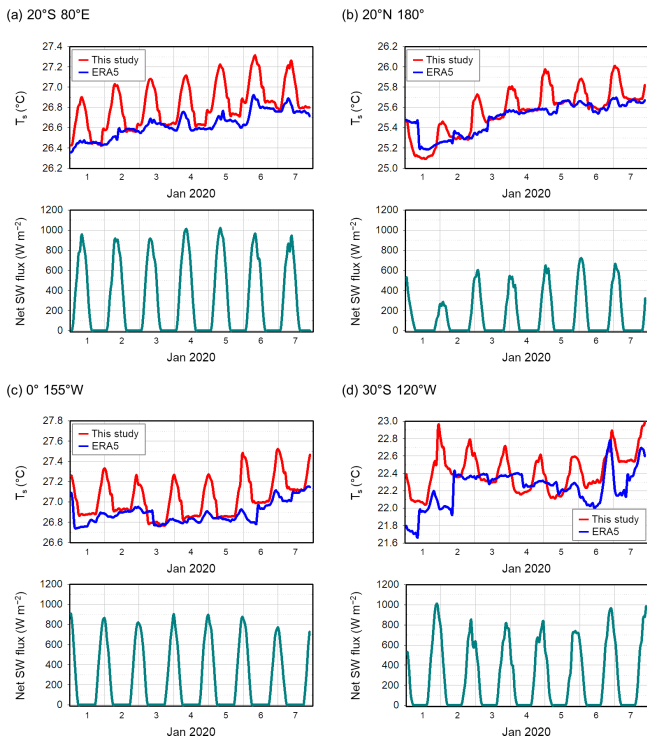 (a) 20°S 80°E
27.4
27.2
27.0
26.8
26.6
26.4
26.2
Tₛ (°C)
This study
ERA5
1 2 3 4 5 6 7
Jan 2020
1200
1000
800
600
400
200
0
Net SW flux (W m⁻²)
1 2 3 4 5 6 7
Jan 2020
(b) 20°N 180°
26.2
26.0
25.8
25.6
25.4
25.2
25.0
Tₛ (°C)
This study
ERA5
1 2 3 4 5 6 7
Jan 2020
1200
1000
800
600
400
200
0
Net SW flux (W m⁻²)
1 2 3 4 5 6 7
Jan 2020
(c) 0° 155°W
27.8
27.6
27.4
27.2
27.0
26.8
26.6
Tₛ (°C)
This study
ERA5
1 2 3 4 5 6 7
Jan 2020
1200
1000
800
600
400
200
0
Net SW flux (W m⁻²)
1 2 3 4 5 6 7
Jan 2020
(d) 30°S 120°W
23.0
22.8
22.6
22.4
22.2
22.0
21.8
21.6
Tₛ (°C)
This study
ERA5
1 2 3 4 5 6 7
Jan 2020
1200
1000
800
600
400
200
0
Net SW flux (W m⁻²)
1 2 3 4 5 6 7
Jan 2020